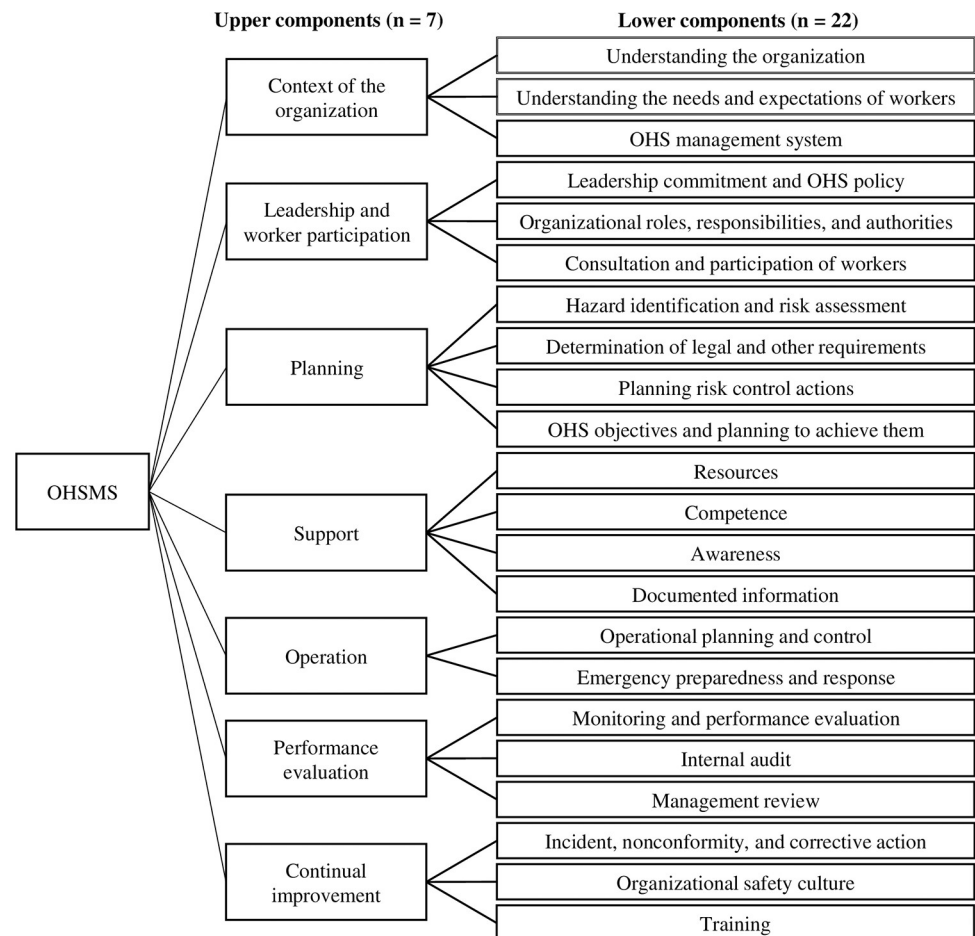 Upper components (n = 7)
Lower components (n = 22)
OHSMS
Context of the
organization
Understanding the organization
Understanding the needs and expectations of workers
OHS management system
Leadership and
worker participation
Leadership commitment and OHS policy
Organizational roles, responsibilities, and authorities
Consultation and participation of workers
Planning
Hazard identification and risk assessment
Determination of legal and other requirements
Planning risk control actions
OHS objectives and planning to achieve them
Support
Resources
Competence
Awareness
Documented information
Operation
Operational planning and control
Emergency preparedness and response
Performance
evaluation
Monitoring and performance evaluation
Internal audit
Management review
Continual
improvement
Incident, nonconformity, and corrective action
Organizational safety culture
Training